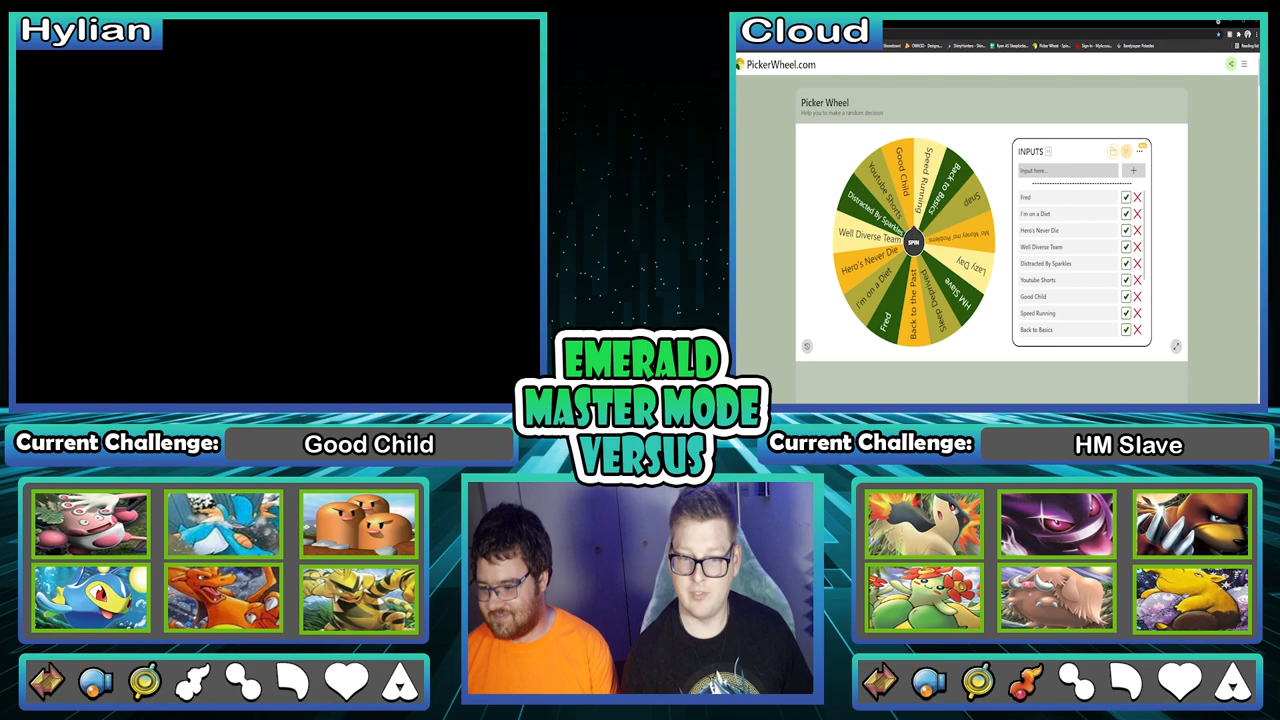 Hylian
Cloud
PickerWheel.com
Picker Wheel
Help you to make a random decision
Good Child
Speed Running
Back to Basics
Snap
Mo' Money mo' Problems
Lazy Day
HM Slave
Sleep Deprived
Back to the Past
Fred
I'm on a Diet
Hero's Never Die
Well Diverse Team
Distracted By Sparkles
Youtube Shorts
SPIN
INPUTS
Input here...
Fred
I'm on a Diet
Hero's Never Die
Well Diverse Team
Distracted By Sparkles
Youtube Shorts
Good Child
Speed Running
Back to Basics
EMERALD
MASTER MODE
VERSUS
Current Challenge: Good Child
Current Challenge: HM Slave